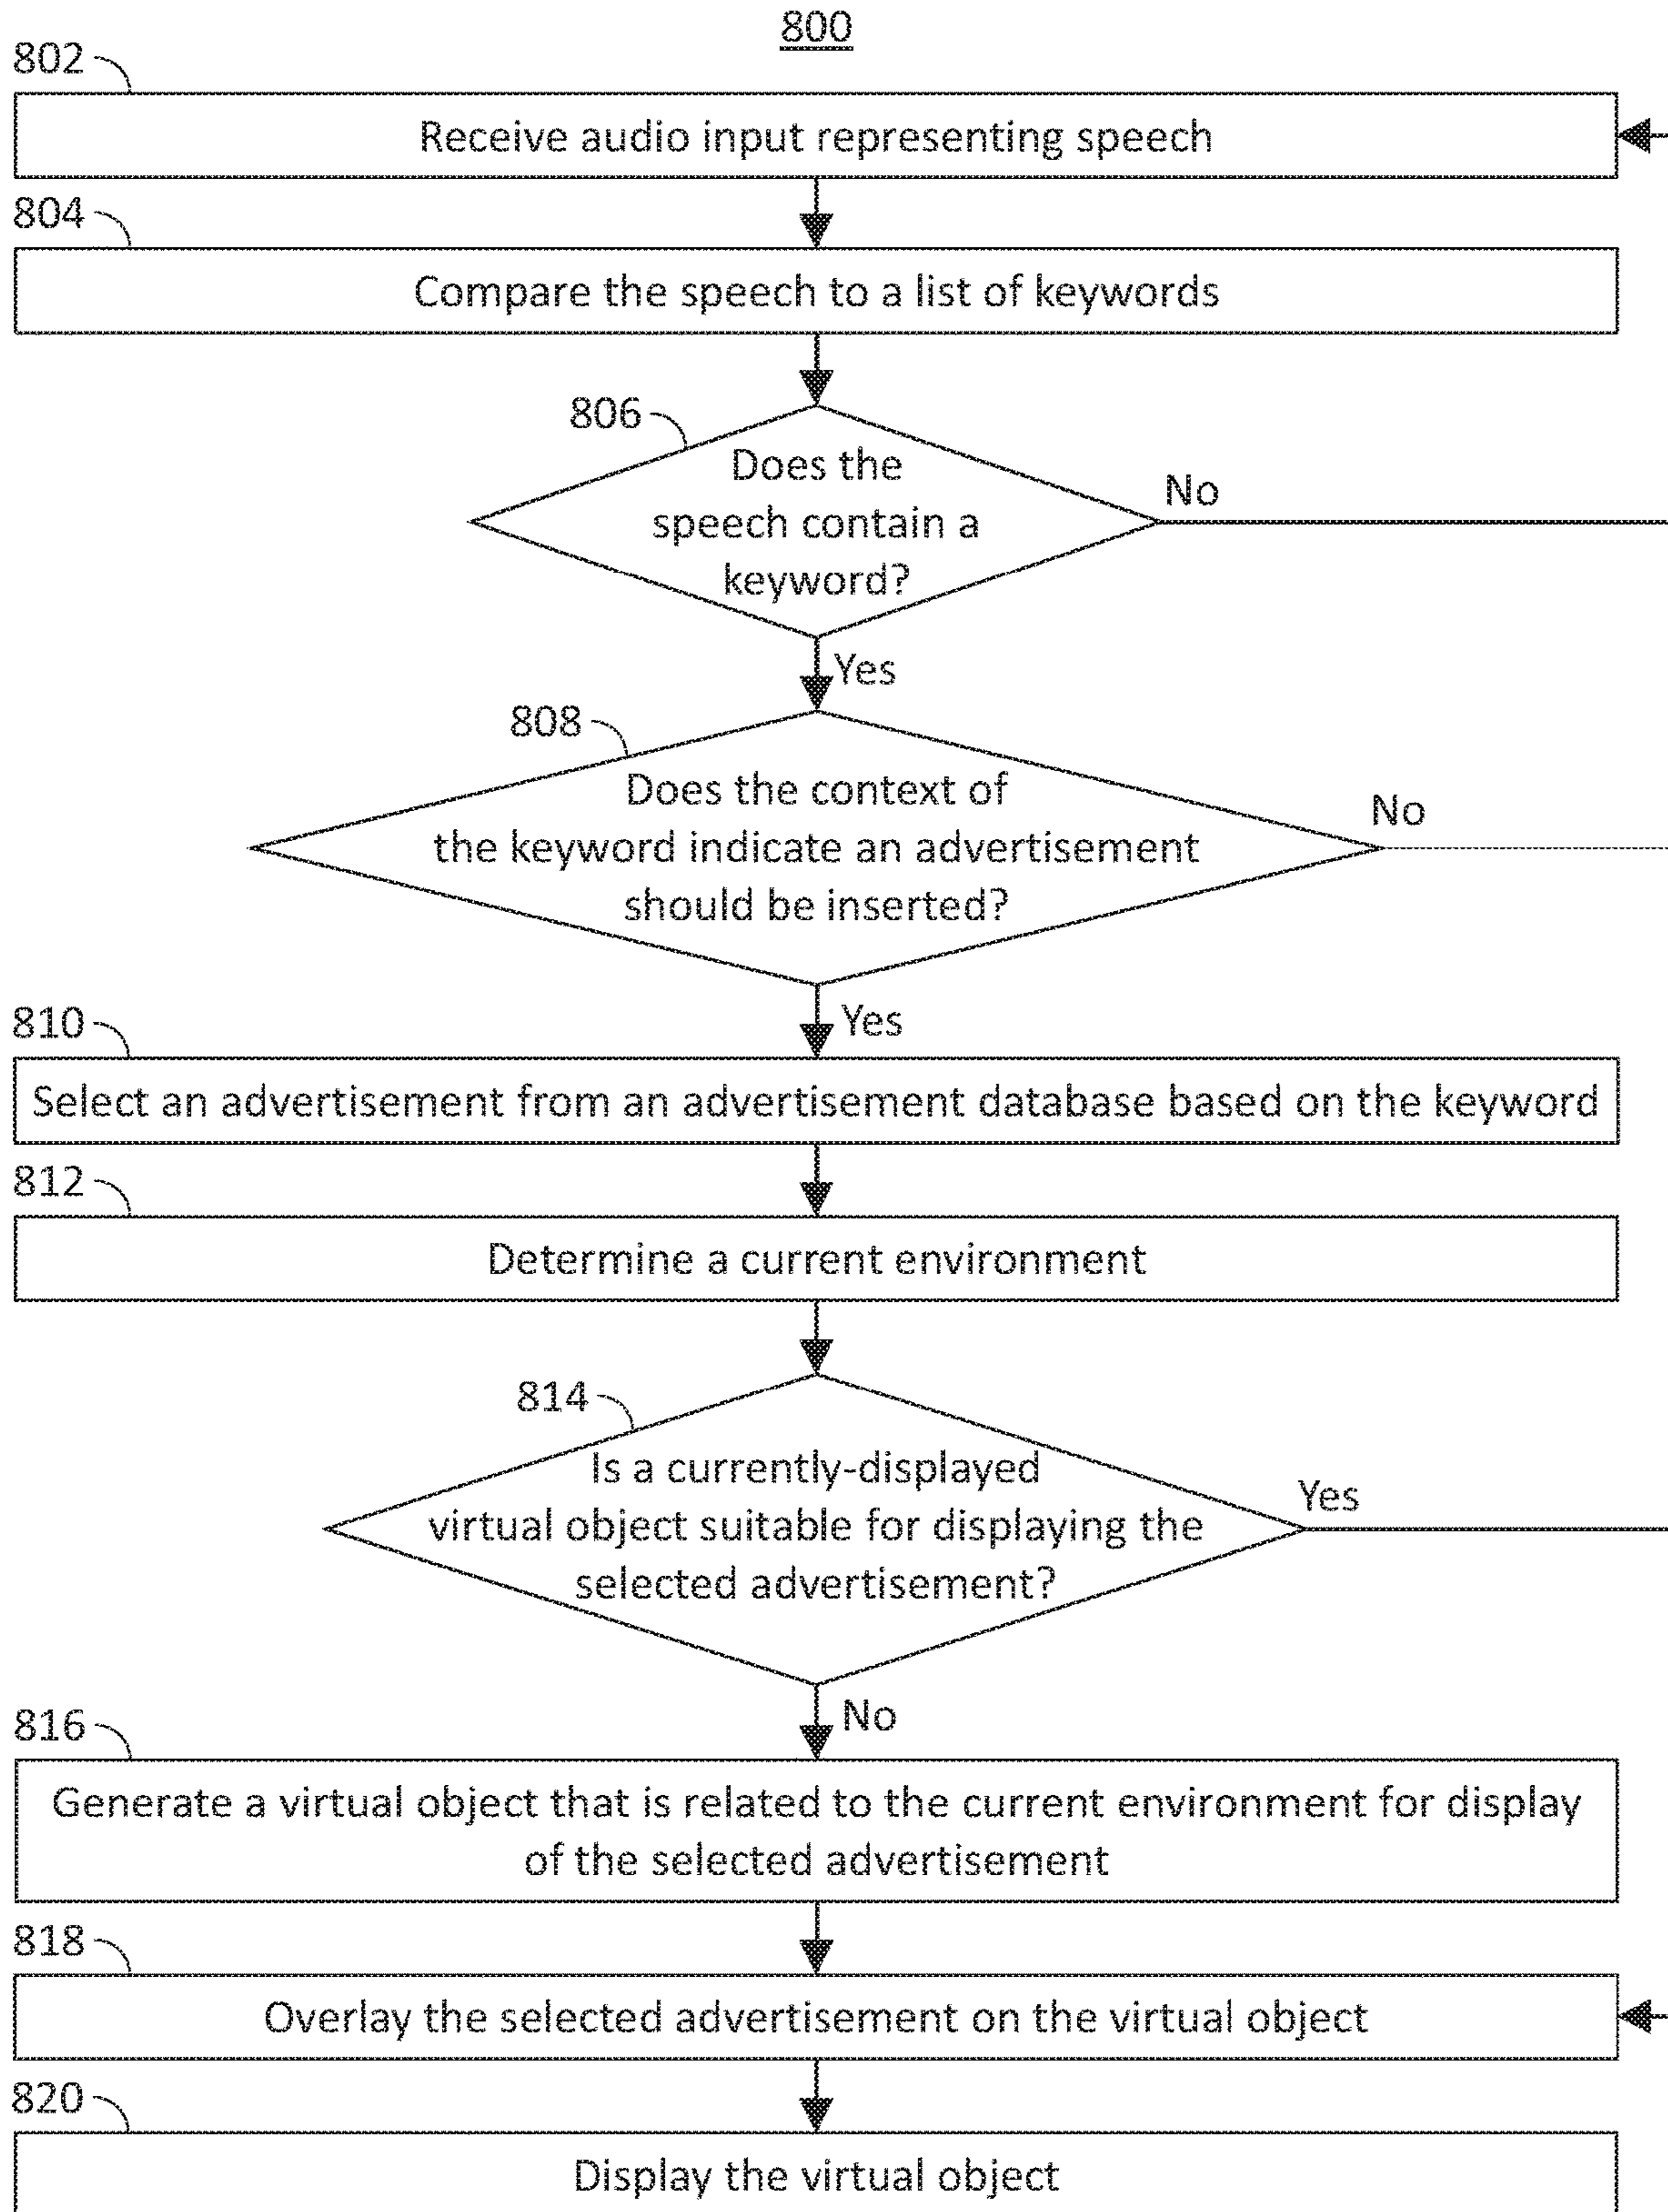 800
802
Receive audio input representing speech
804
Compare the speech to a list of keywords
806
Does the
speech contain a
keyword?
No
Yes
808
Does the context of
the keyword indicate an advertisement
should be inserted?
No
Yes
810
Select an advertisement from an advertisement database based on the keyword
812
Determine a current environment
814
Is a currently-displayed
virtual object suitable for displaying the
selected advertisement?
Yes
No
816
Generate a virtual object that is related to the current environment for display
of the selected advertisement
818
Overlay the selected advertisement on the virtual object
820
Display the virtual object